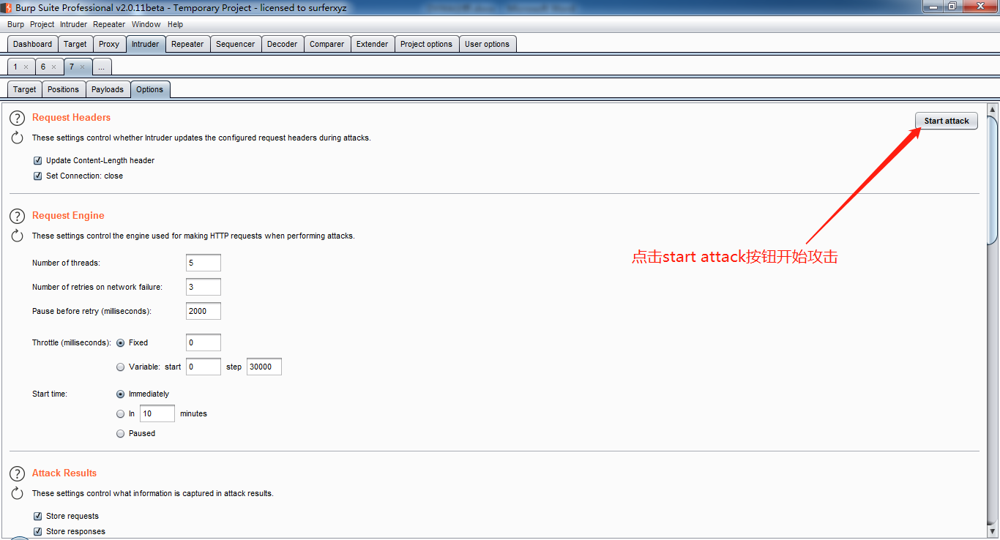 Burp Suite Professional v2.0.11beta - Temporary Project - licensed to surferxyz
Burp Project Intruder Repeater Window Help
Dashboard Target Proxy Intruder Repeater Sequencer Decoder Comparer Extender Project options User options
1 × 6 × 7 × ...
Target Positions Payloads Options
? Request Headers
Start attack
These settings control whether Intruder updates the configured request headers during attacks.
Update Content-Length header
Set Connection: close
? Request Engine
These settings control the engine used for making HTTP requests when performing attacks.
点击start attack按钮开始攻击
Number of threads: 5
Number of retries on network failure: 3
Pause before retry (milliseconds): 2000
Throttle (milliseconds): Fixed 0
Variable: start 0 step 30000
Start time: Immediately
In 10 minutes
Paused
? Attack Results
These settings control what information is captured in attack results.
Store requests
Store responses